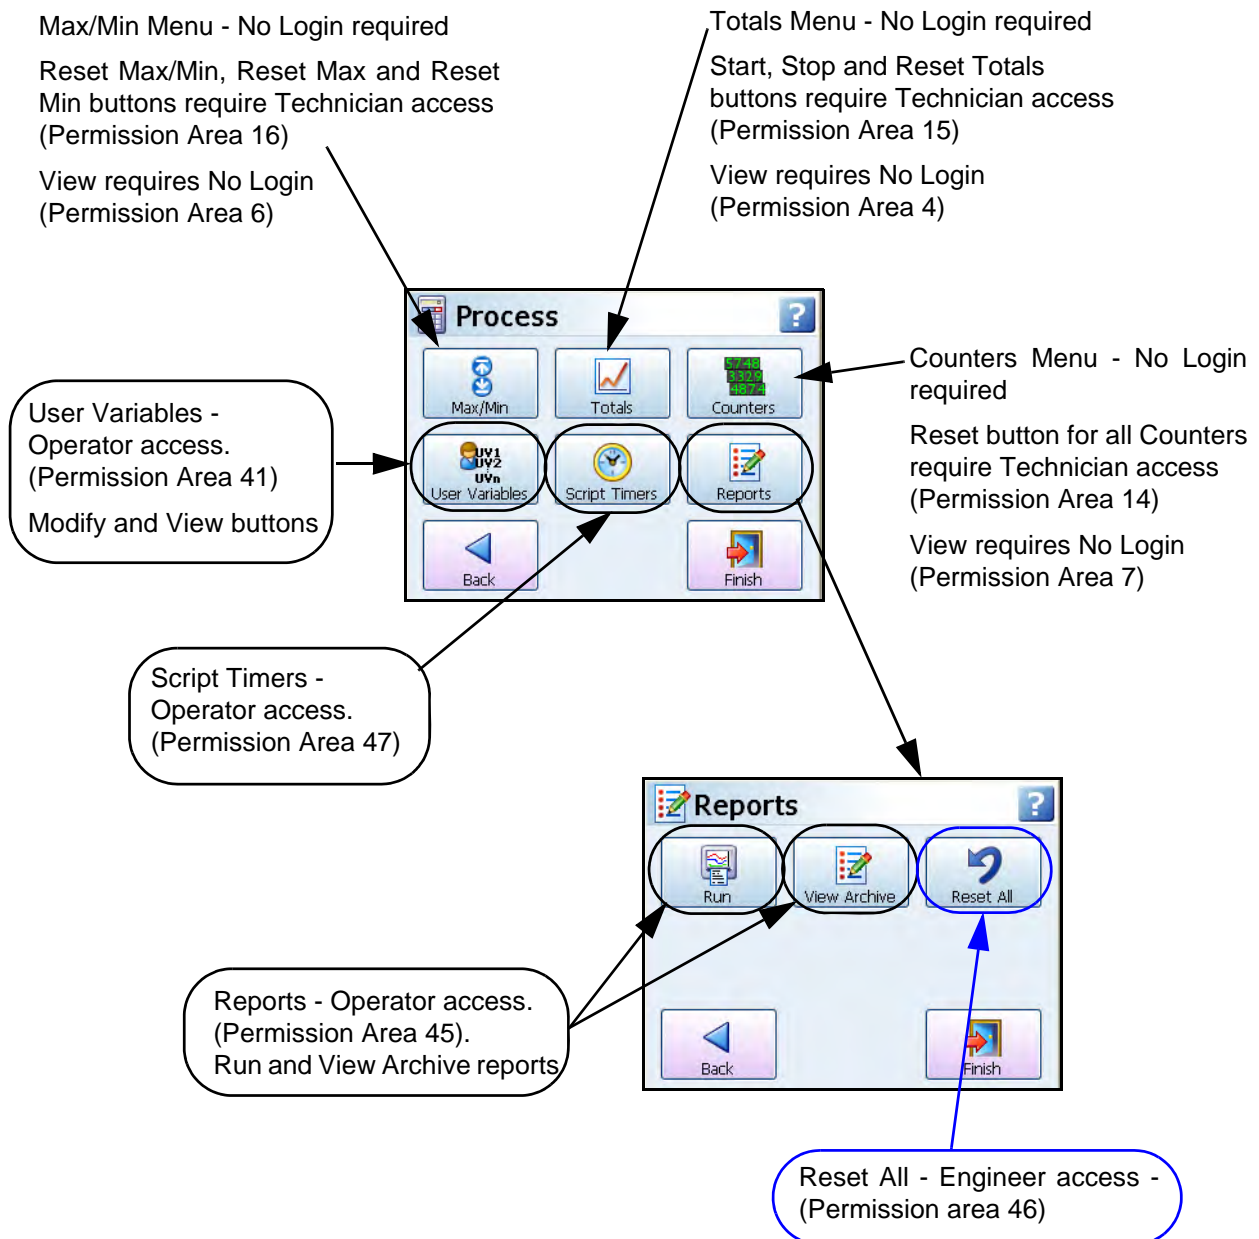 Max/Min Menu - No Login required
Reset Max/Min, Reset Max and Reset
Min buttons require Technician access
(Permission Area 16)
View requires No Login
(Permission Area 6)
Totals Menu - No Login required
Start, Stop and Reset Totals
buttons require Technician access
(Permission Area 15)
View requires No Login
(Permission Area 4)
Process
?
Max/Min
Totals
5748
3329
4874
Counters
UV1
UV2
UVn
User Variables
Script Timers
Reports
Back
Finish
Counters Menu - No Login
required
Reset button for all Counters
require Technician access
(Permission Area 14)
View requires No Login
(Permission Area 7)
User Variables -
Operator access.
(Permission Area 41)
Modify and View buttons
Script Timers -
Operator access.
(Permission Area 47)
Reports
?
Run
View Archive
Reset All
Back
Finish
Reports - Operator access.
(Permission Area 45).
Run and View Archive reports
Reset All - Engineer access -
(Permission area 46)